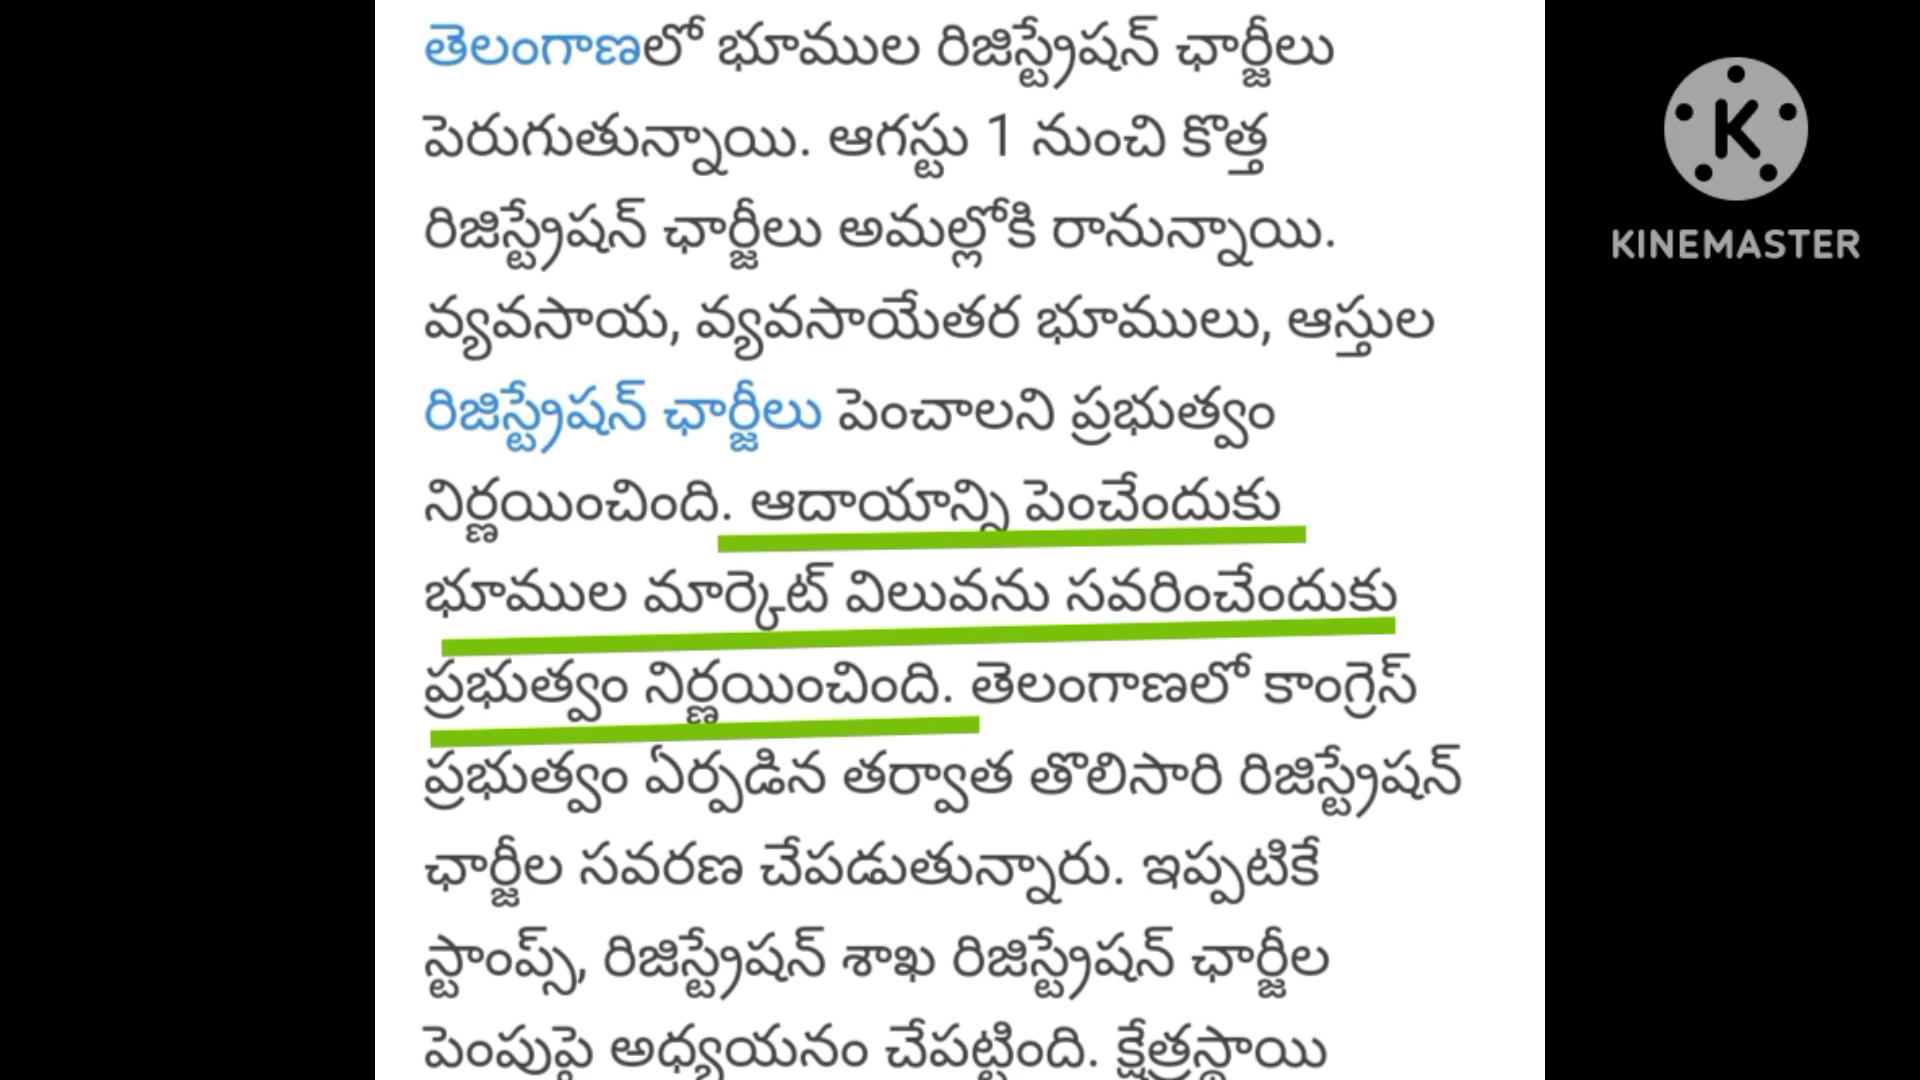 తెలంగాణలో భూముల రిజిస్ట్రేషన్ ఛార్జీలు
పెరుగుతున్నాయి. ఆగస్టు 1 నుంచి కొత్త
రిజిస్ట్రేషన్ ఛార్జీలు అమల్లోకి రానున్నాయి.
వ్యవసాయ, వ్యవసాయేతర భూములు, ఆస్తుల
రిజిస్ట్రేషన్ ఛార్జీలు పెంచాలని ప్రభుత్వం
నిర్ణయించింది. ఆదాయాన్ని పెంచేందుకు
భూముల మార్కెట్ విలువను సవరించేందుకు
ప్రభుత్వం నిర్ణయించింది. తెలంగాణలో కాంగ్రెస్
ప్రభుత్వం ఏర్పడిన తర్వాత తొలిసారి రిజిస్ట్రేషన్
ఛార్జీల సవరణ చేపడుతున్నారు. ఇప్పటికే
స్టాంప్స్, రిజిస్ట్రేషన్ శాఖ రిజిస్ట్రేషన్ ఛార్జీల
పెంపుపై అధ్యయనం చేపట్టింది. క్షేత్రస్థాయి
KINEMASTER